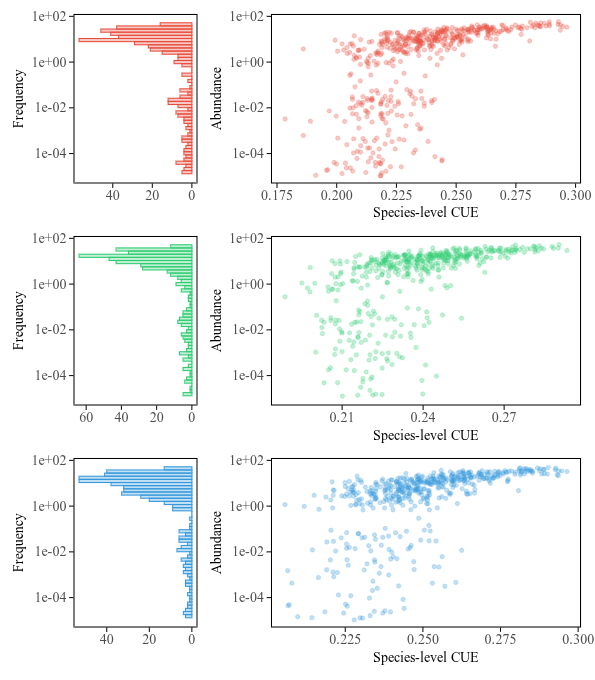 Frequency
1e+02
1e+00
1e-02
1e-04
40 20 0
Abundance
1e+02
1e+00
1e-02
1e-04
0.175 0.200 0.225 0.250 0.275 0.300
Species-level CUE
Frequency
1e+02
1e+00
1e-02
1e-04
60 40 20 0
Abundance
1e+02
1e+00
1e-02
1e-04
0.21 0.24 0.27
Species-level CUE
Frequency
1e+02
1e+00
1e-02
1e-04
40 20 0
Abundance
1e+02
1e+00
1e-02
1e-04
0.225 0.250 0.275 0.300
Species-level CUE